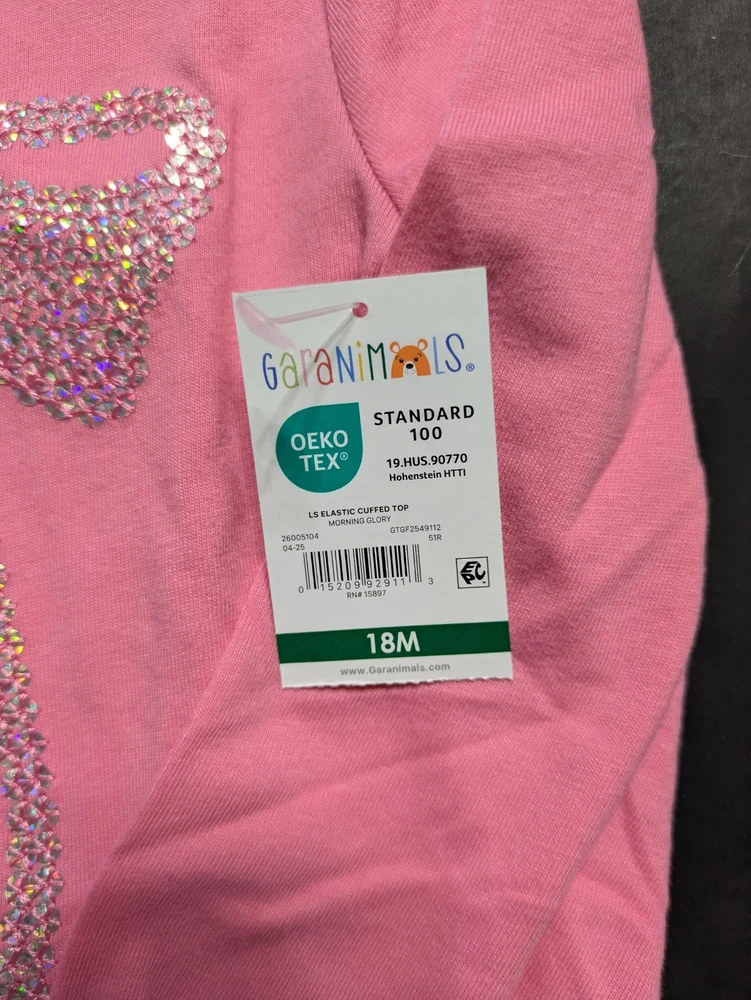 GARANIMALS®
OEKO
TEX®
STANDARD
100
19.HUS.90770
Hohenstein HTTI
LS ELASTIC CUFFED TOP
MORNING GLORY
26005104
GTGF2549112
04-25
51R
0 15209 92911 3
RN# 15897
EPC™
18M
www.Garanimals.com